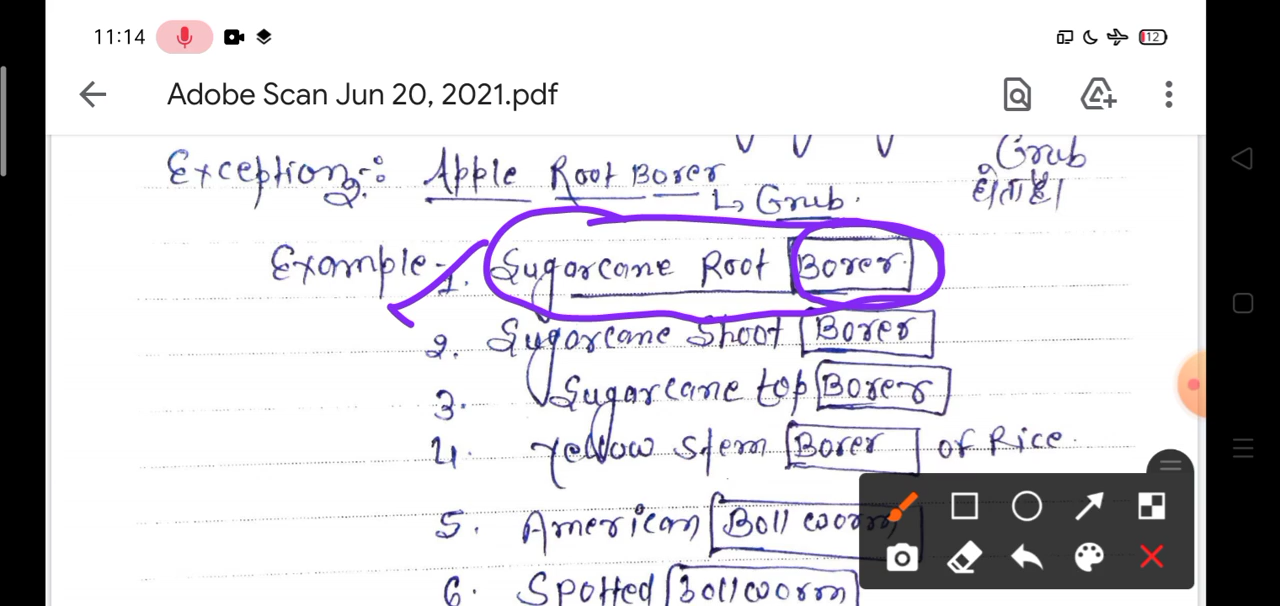 11:14
12
Adobe Scan Jun 20, 2021.pdf
Exception:- Apple Root Borer
↳ Grub.
Grub
होता है।
Example:-
1. Sugarcane Root Borer
2. Sugarcane Shoot Borer
3. Sugarcane top Borer
4. Yellow Stem Borer of Rice.
5. American Boll worm
6. Spotted Bollworm